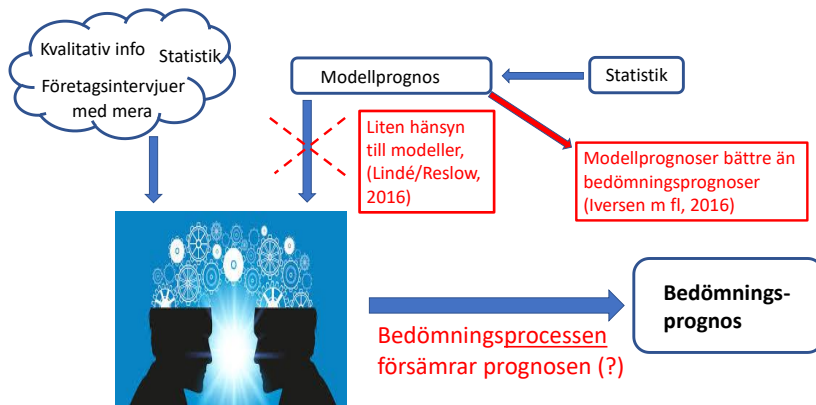 Kvalitativ info
Statistik
Företagsintervjuer
med mera
Modellprognos
Statistik
Liten hänsyn
till modeller,
(Lindé/Reslow,
2016)
Modellprognoser bättre än
bedömningsprognoser
(Iversen m fl, 2016)
Bedömningsprocessen
försämrar prognosen (?)
Bedömnings-
prognos